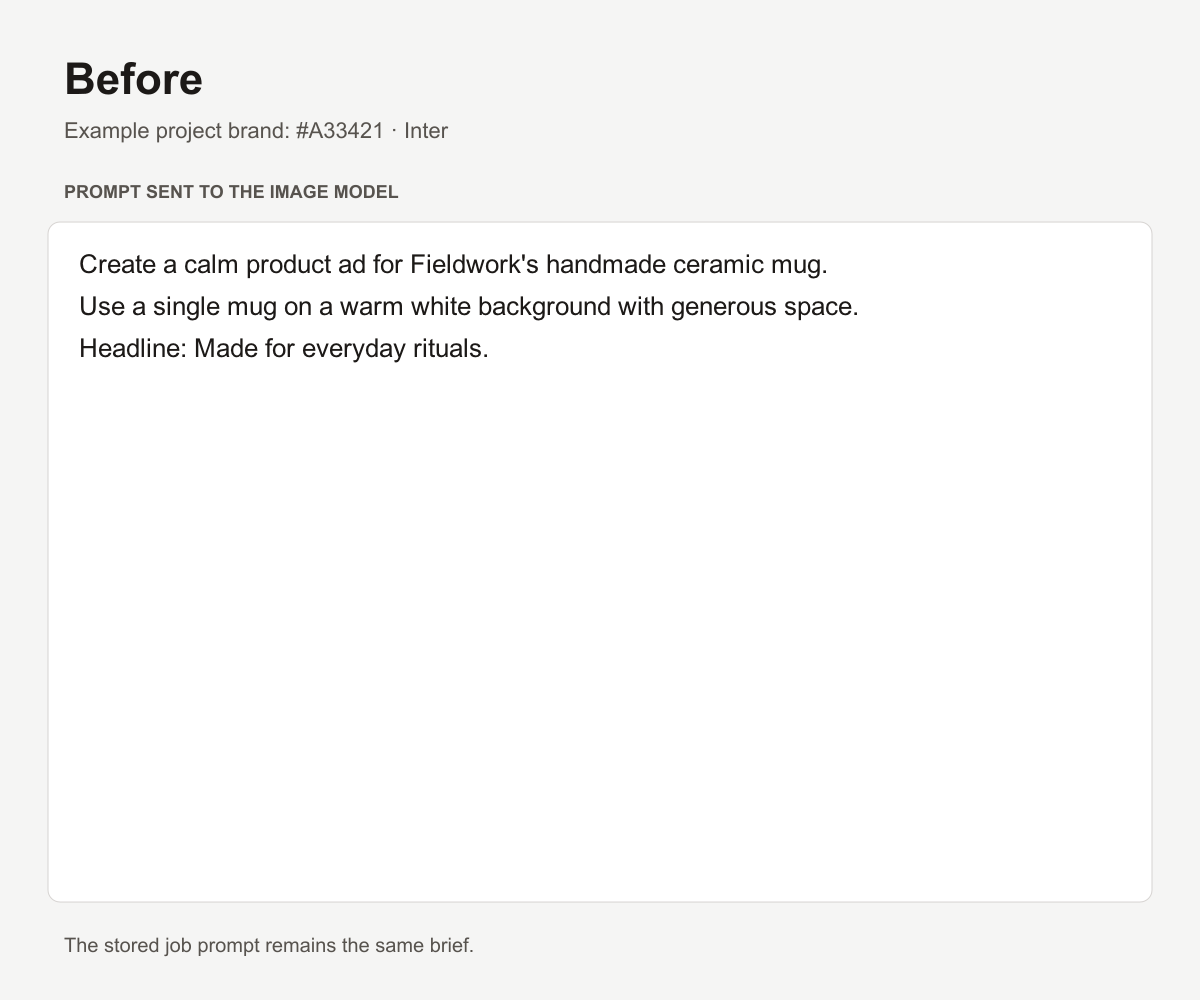 Before
Example project brand: #A33421 · Inter
PROMPT SENT TO THE IMAGE MODEL
Create a calm product ad for Fieldwork's handmade ceramic mug.
Use a single mug on a warm white background with generous space.
Headline: Made for everyday rituals.
The stored job prompt remains the same brief.